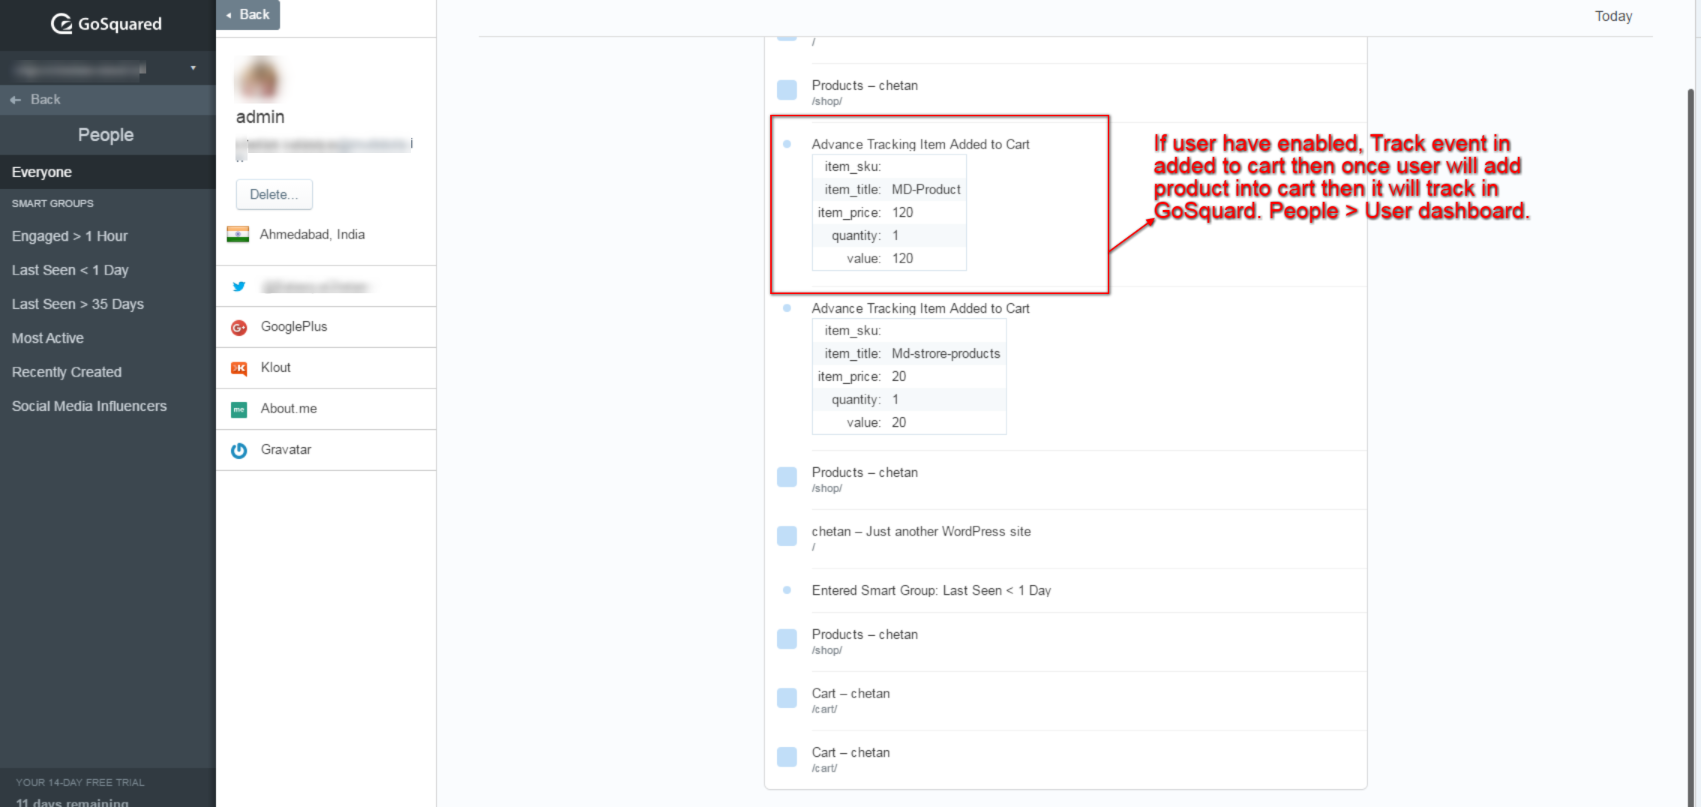 GoSquared
← Back
People
Everyone
SMART GROUPS
Engaged > 1 Hour
Last Seen < 1 Day
Last Seen > 35 Days
Most Active
Recently Created
Social Media Influencers
YOUR 14-DAY FREE TRIAL
11 days remaining
Back
admin
Delete...
Ahmedabad, India
GooglePlus
Klout
me About.me
Gravatar
Today
/
Products – chetan
/shop/
Advance Tracking Item Added to Cart
item_sku:
item_title: MD-Product
item_price: 120
quantity: 1
value: 120
Advance Tracking Item Added to Cart
item_sku:
item_title: Md-strore-products
item_price: 20
quantity: 1
value: 20
Products – chetan
/shop/
chetan – Just another WordPress site
/
Entered Smart Group: Last Seen < 1 Day
Products – chetan
/shop/
Cart – chetan
/cart/
Cart – chetan
/cart/
If user have enabled, Track event in
added to cart then once user will add
product into cart then it will track in
GoSquard. People > User dashboard.